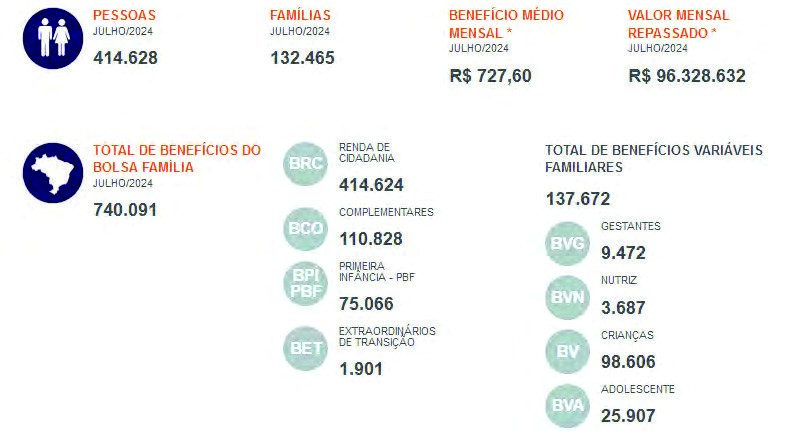 PESSOAS
JULHO/2024
414.628
FAMÍLIAS
JULHO/2024
132.465
BENEFÍCIO MÉDIO
MENSAL *
JULHO/2024
R$ 727,60
VALOR MENSAL
REPASSADO *
JULHO/2024
R$ 96.328.632
TOTAL DE BENEFÍCIOS DO
BOLSA FAMÍLIA
JULHO/2024
740.091
BRC
RENDA DE
CIDADANIA
414.624
BCO
COMPLEMENTARES
110.828
BPI
PBF
PRIMEIRA
INFÂNCIA - PBF
75.066
BET
EXTRAORDINÁRIOS
DE TRANSIÇÃO
1.901
TOTAL DE BENEFÍCIOS VARIÁVEIS
FAMILIARES
137.672
BVG
GESTANTES
9.472
BVN
NUTRIZ
3.687
BV
CRIANÇAS
98.606
BVA
ADOLESCENTE
25.907